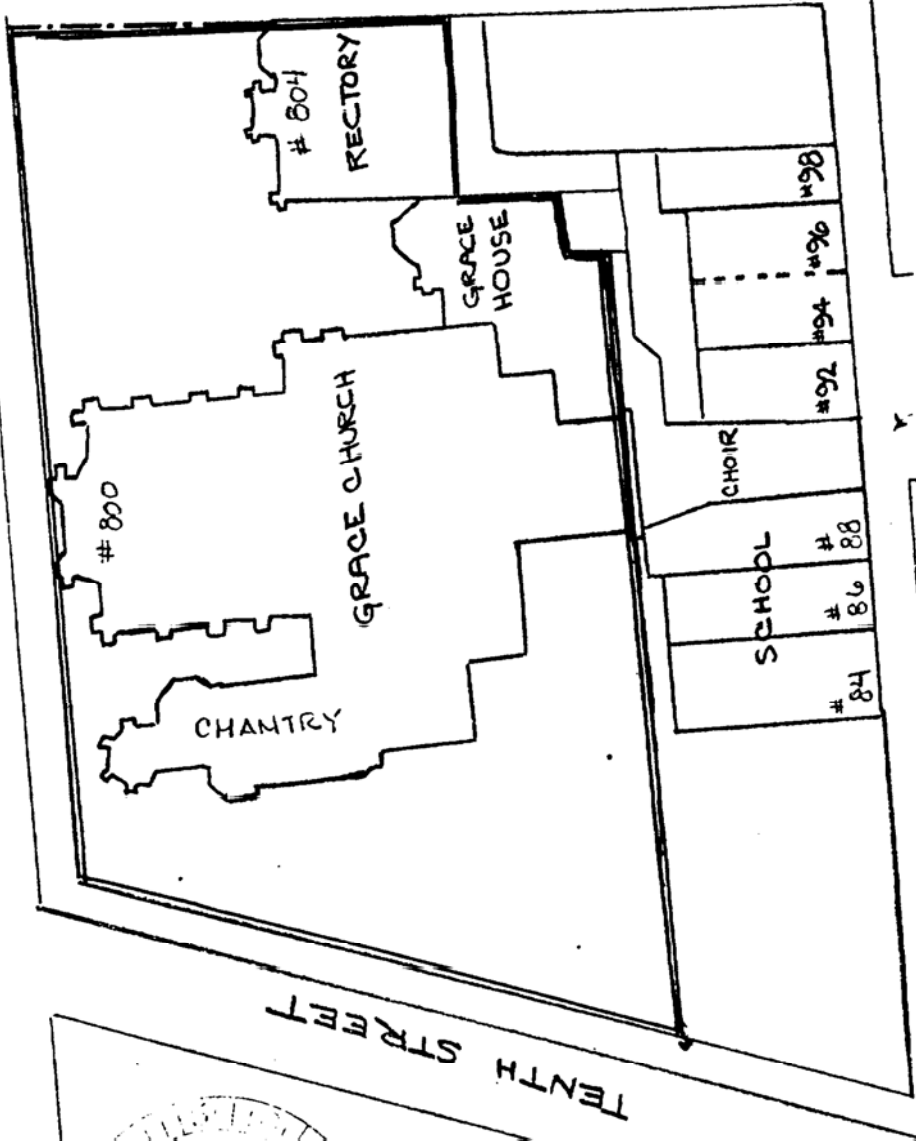 # 804
RECTORY
GRACE
HOUSE
# 800
GRACE CHURCH
CHANTRY
#98
#96
#94
#92
CHOIR
SCHOOL
# 88
# 86
# 84
TENTH STREET